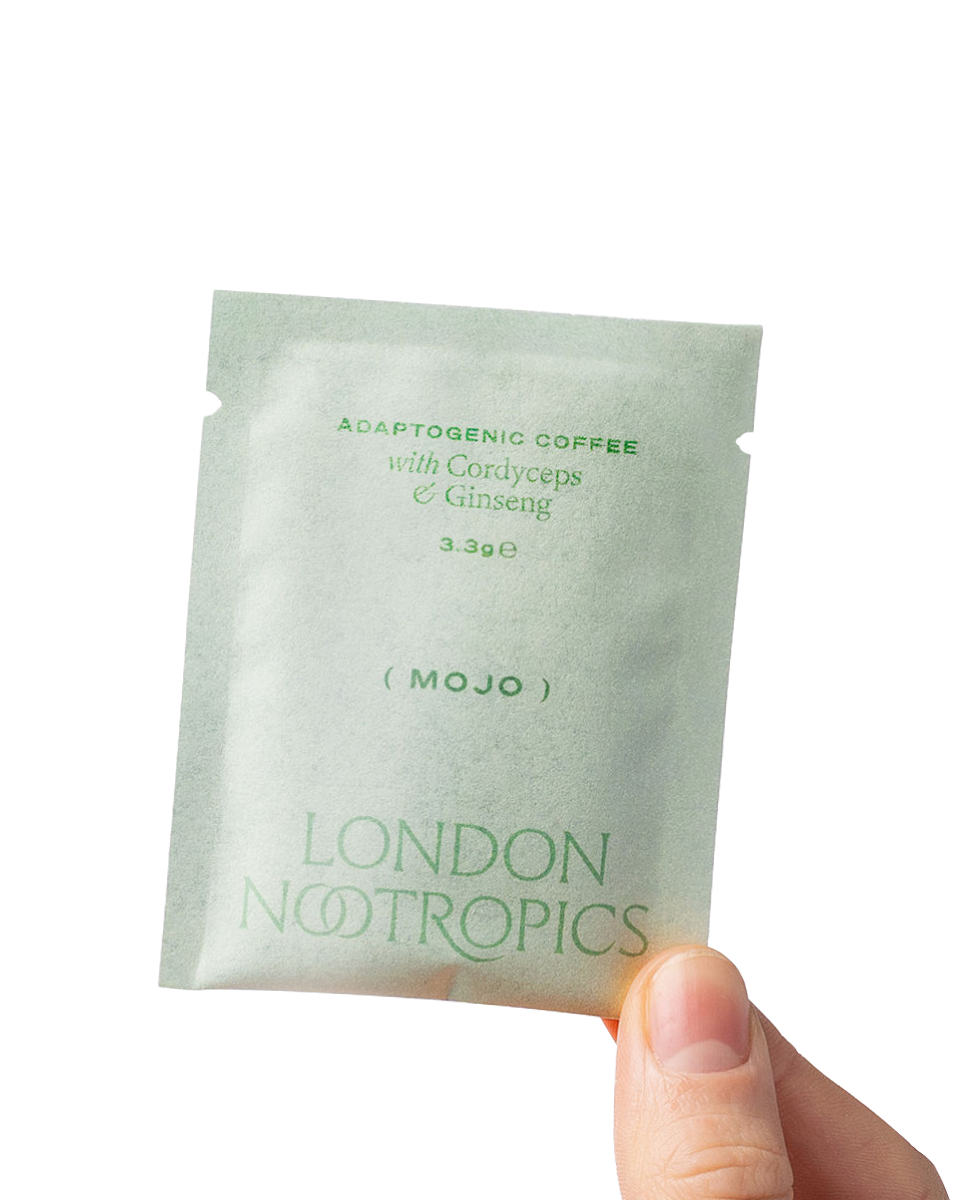 ADAPTOGENIC COFFEE
with Cordyceps
& Ginseng
3.3g℮
( MOJO )
LONDON
NOOTROPICS